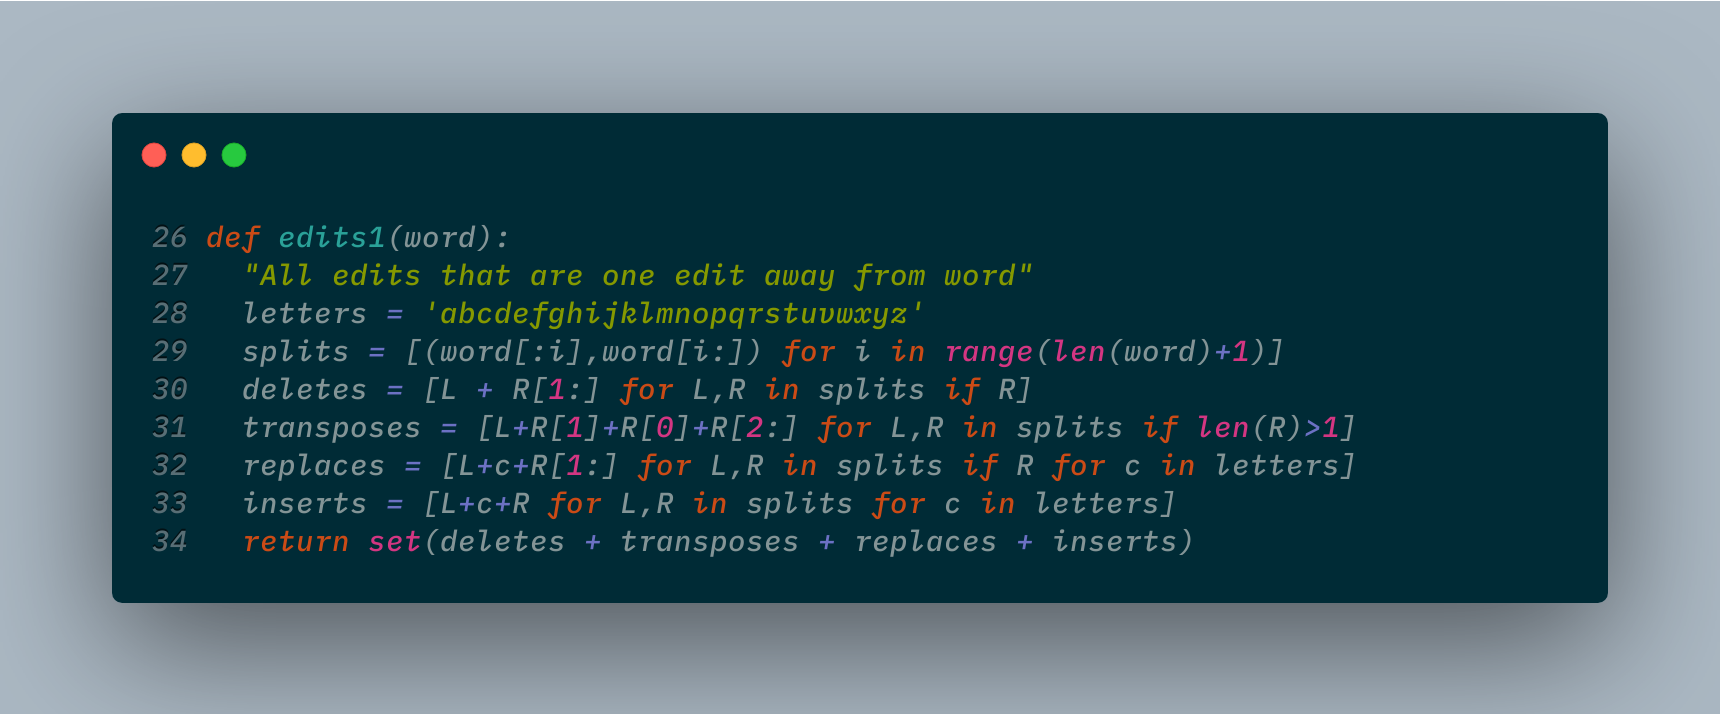 26 def edits1(word):
27   "All edits that are one edit away from word"
28   letters = 'abcdefghijklmnopqrstuvwxyz'
29   splits = [(word[:i],word[i:]) for i in range(len(word)+1)]
30   deletes = [L + R[1:] for L,R in splits if R]
31   transposes = [L+R[1]+R[0]+R[2:] for L,R in splits if len(R)>1]
32   replaces = [L+c+R[1:] for L,R in splits if R for c in letters]
33   inserts = [L+c+R for L,R in splits for c in letters]
34   return set(deletes + transposes + replaces + inserts)